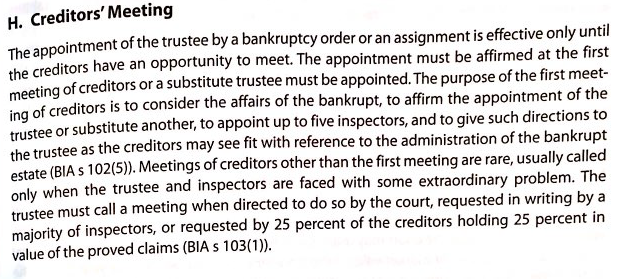 H. Creditors' Meeting
The appointment of the trustee by a bankruptcy order or an assignment is effective only until
the creditors have an opportunity to meet. The appointment must be affirmed at the first
meeting of creditors or a substitute trustee must be appointed. The purpose of the first meet-
ing of creditors is to consider the affairs of the bankrupt, to affirm the appointment of the
trustee or substitute another, to appoint up to five inspectors, and to give such directions to
the trustee as the creditors may see fit with reference to the administration of the bankrupt
estate (BIA s 102(5)). Meetings of creditors other than the first meeting are rare, usually called
only when the trustee and inspectors are faced with some extraordinary problem. The
trustee must call a meeting when directed to do so by the court, requested in writing by a
majority of inspectors, or requested by 25 percent of the creditors holding 25 percent in
value of the proved claims (BIA s 103(1)).